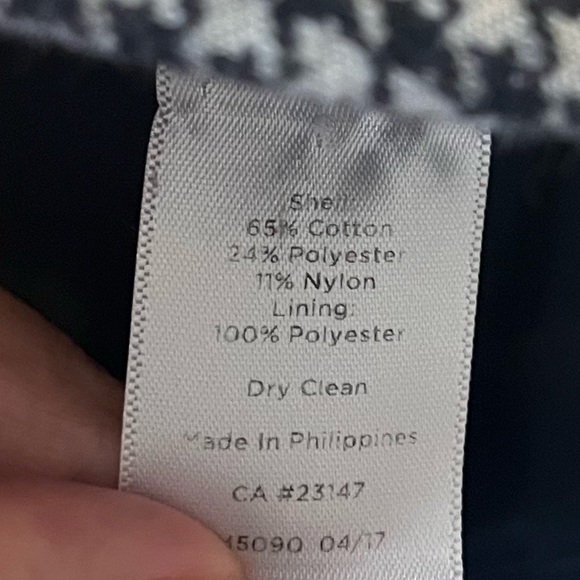 Shell:
65% Cotton
24% Polyester
11% Nylon
Lining:
100% Polyester
Dry Clean
Made In Philippines
CA #23147
04/17